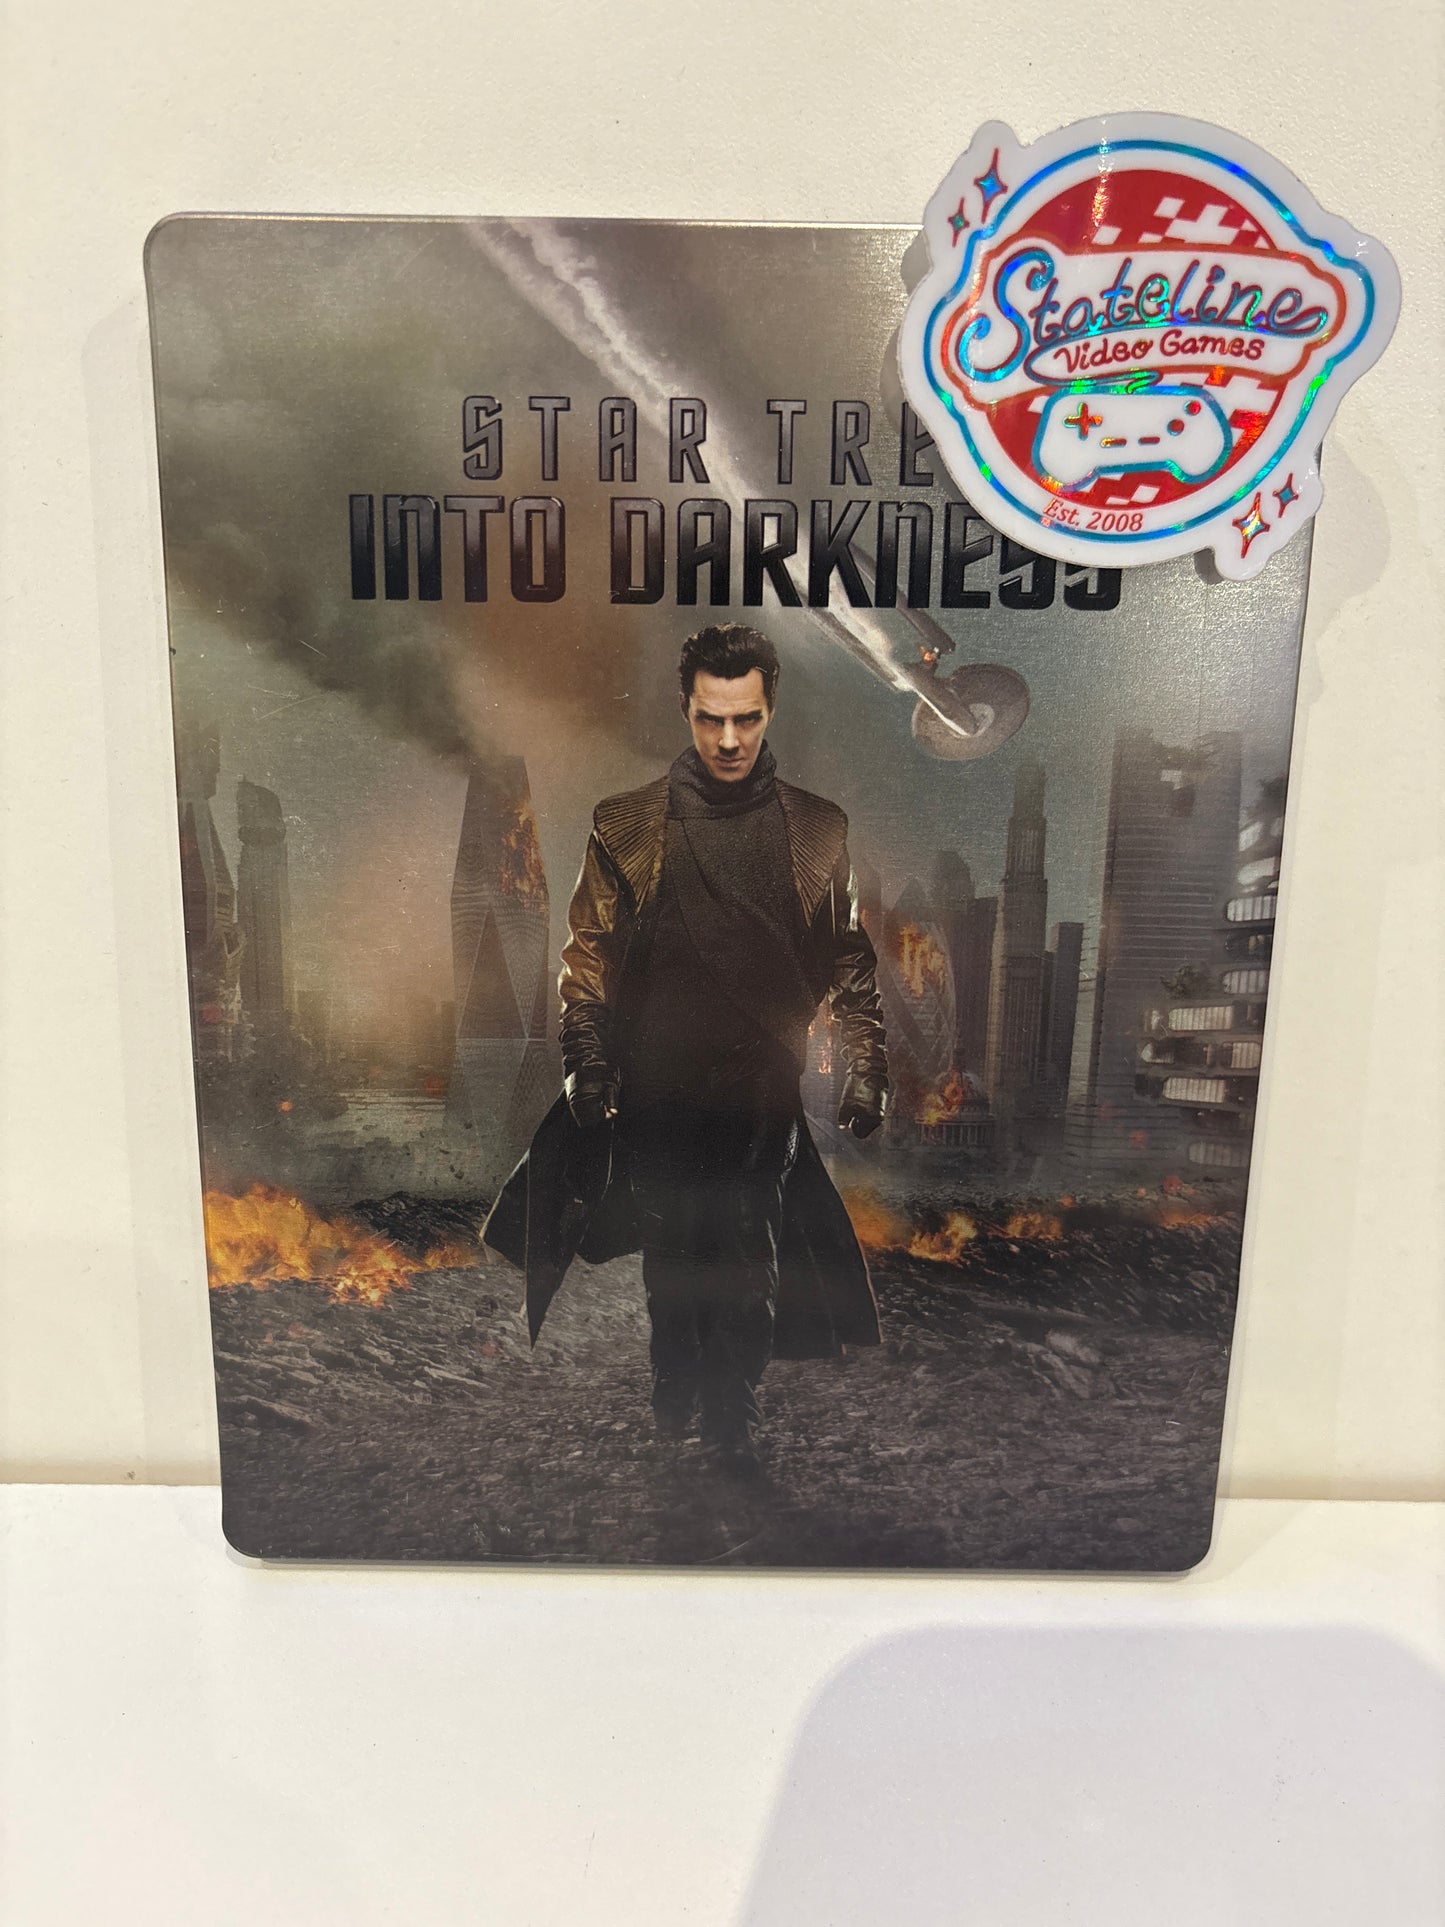 Stateline
Video Games
Est. 2008
STAR TRE
INTO DARKNESS